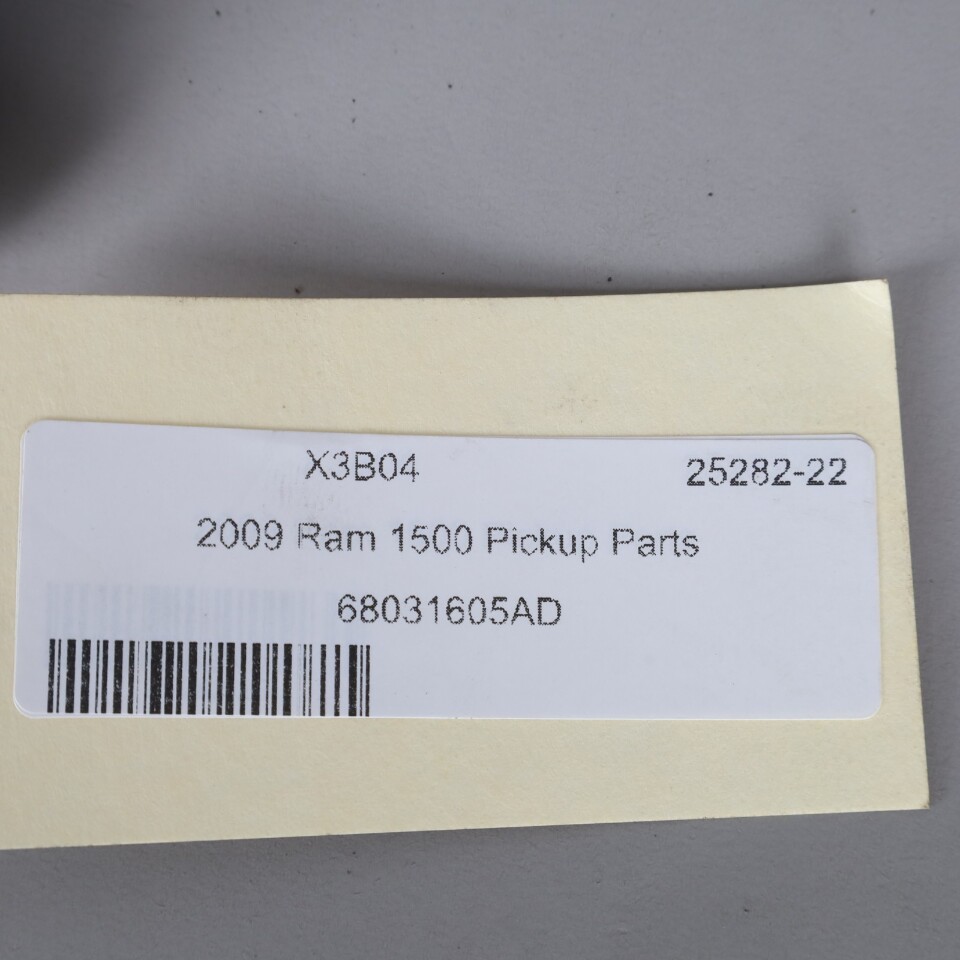 X3B04 25282-22
2009 Ram 1500 Pickup Parts
68031605AD